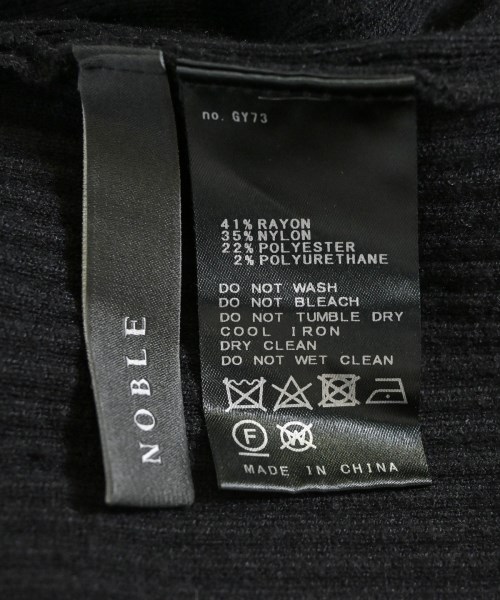 NOBLE
no. GY73
41% RAYON
35% NYLON
22% POLYESTER
2% POLYURETHANE
DO NOT WASH
DO NOT BLEACH
DO NOT TUMBLE DRY
COOL IRON
DRY CLEAN
DO NOT WET CLEAN
F W
MADE IN CHINA